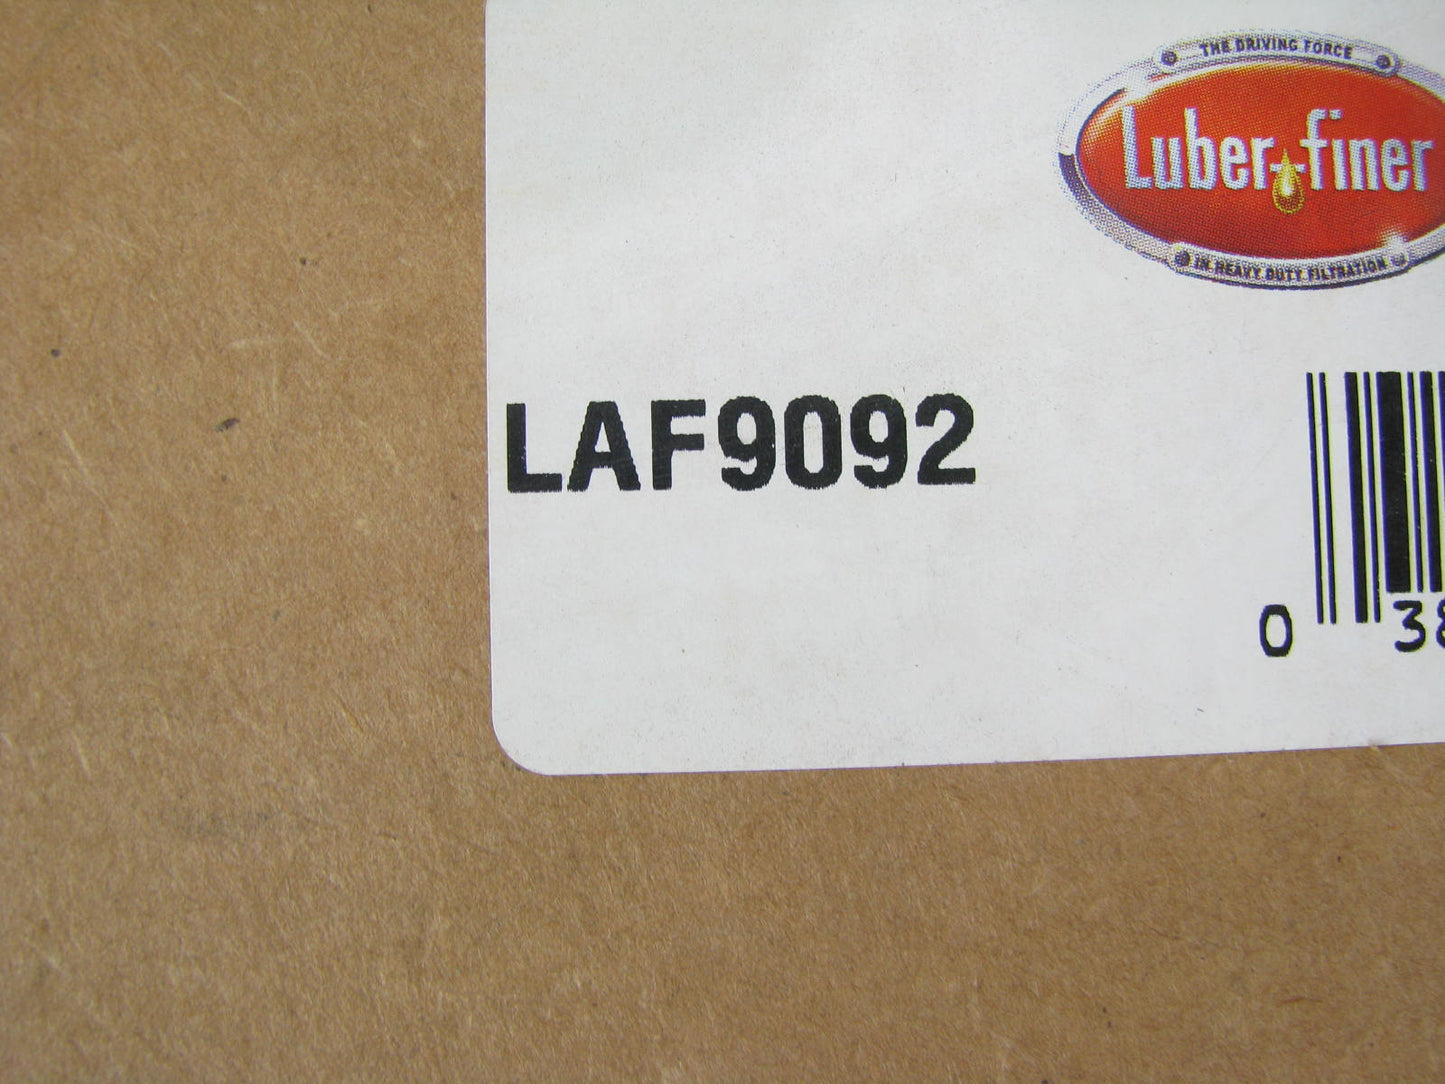 THE DRIVING FORCE
Luber-finer
IN HEAVY DUTY FILTRATION
LAF9092
0 38